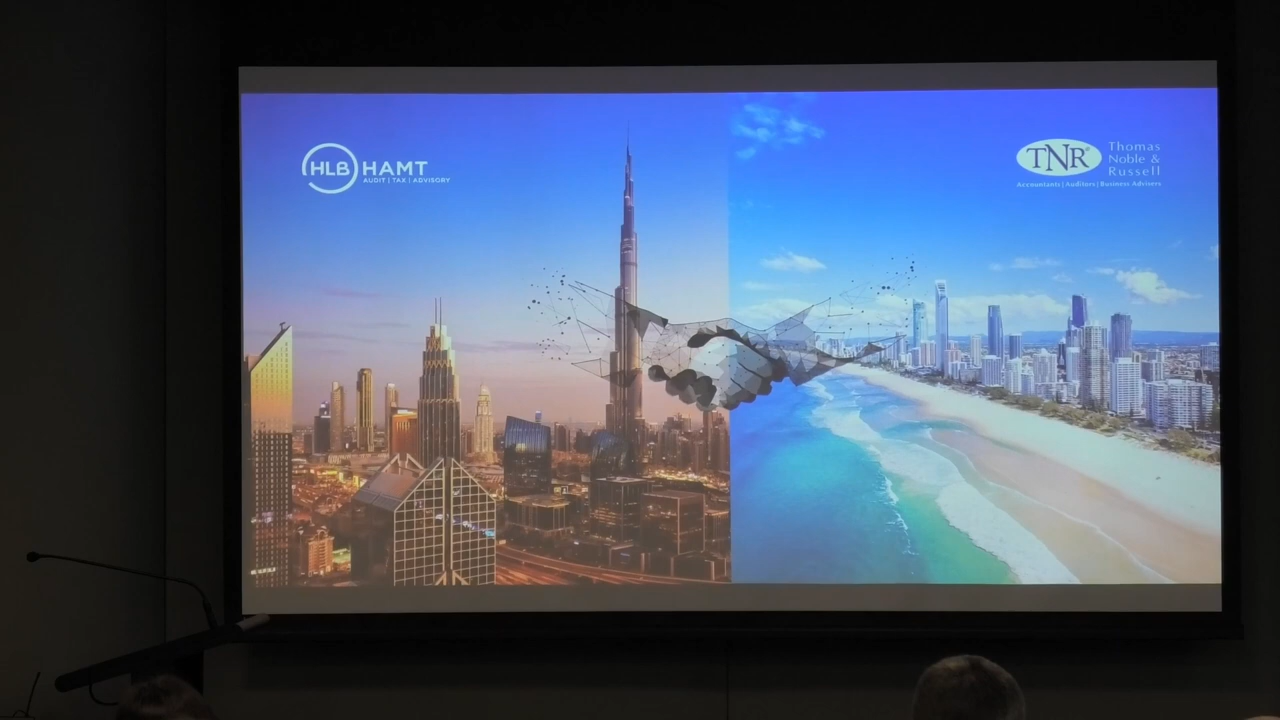 HLB HAMT
AUDIT | TAX | ADVISORY
TNR®
Thomas
Noble &
Russell
Accountants | Auditors | Business Advisers